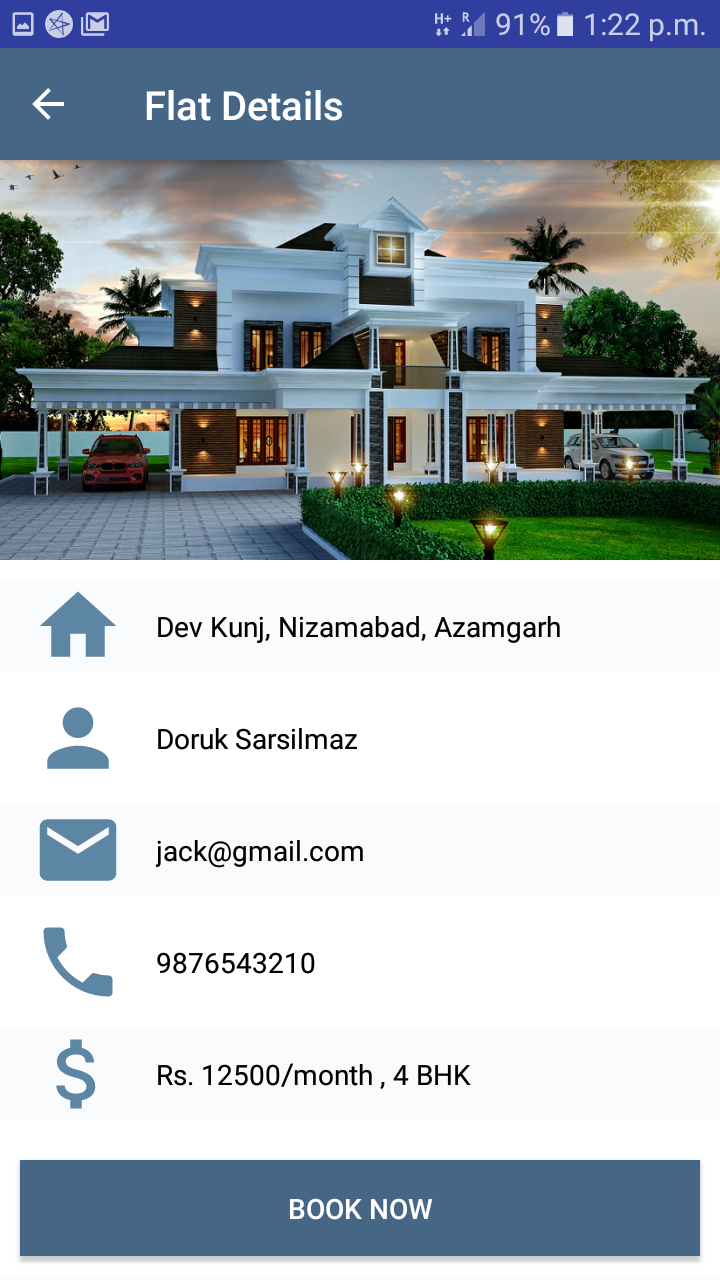 H+ R 91% 1:22 p.m.
Flat Details
Dev Kunj, Nizamabad, Azamgarh
Doruk Sarsilmaz
jack@gmail.com
9876543210
Rs. 12500/month , 4 BHK
BOOK NOW